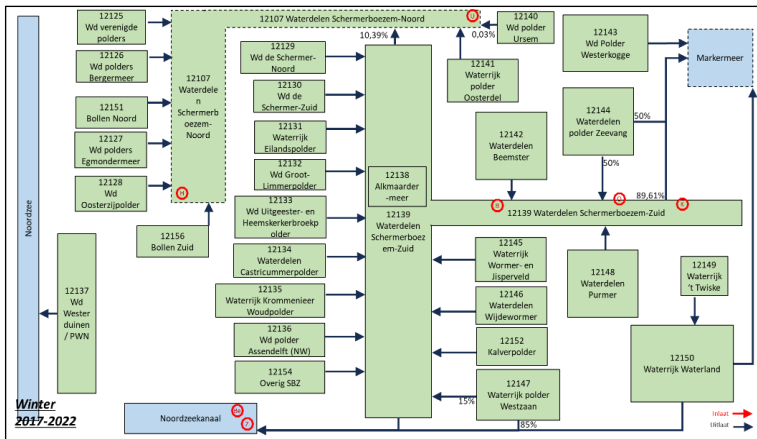 12125
Wd verenigde
polders
12126
Wd polders
Bergermeer
12151
Bollen Noord
12127
Wd polders
Egmondermeer
12128
Wd
Oosterzijpolder
Noordzee
12137
Wd
Wester
duinen/
PWN
12107
Waterdele
n
Schermerb
oezem-
Noord
H
12156
Bollen Zuid
12107 Waterdelen Schermerboezem-Noord
U
10,39%
0,03%
12129
Wd de Schermer-
Noord
12130
Wd de
Schermer-Zuid
12131
Waterrijk
Eilandspolder
12132
Wd Groot-
Limmerpolder
12133
Wd Uitgeester- en
Heemskerkerbroekp
older
12134
Waterdelen
Castricummerpolder
12135
Waterrijk Krommenieer
Woudpolder
12136
Wd polder
Assendelft (NW)
12154
Overig SBZ
12138
Alkmaarder
-meer
12139
Waterdelen
Schermerboez
em-Zuid
12140
Wd polder
Ursem
12141
Waterrijk
polder
Oosterdel
12142
Waterdelen
Beemster
12143
Wd Polder
Westerkogge
12144
Waterdelen
polder Zeevang
50%
50%
Markermeer
89,61%
12139 Waterdelen Schermerboezem-Zuid
12145
Waterrijk
Wormer- en
Jisperveld
12146
Waterdelen
Wijdewormer
12152
Kalverpolder
12147
Waterrijk polder
Westzaan
15%
85%
12148
Waterdelen
Purmer
12149
Waterrijk
't Twiske
12150
Waterrijk Waterland
Winter
2017-2022
Noordzeekanaal
Z
Inlaat
Uitlaat